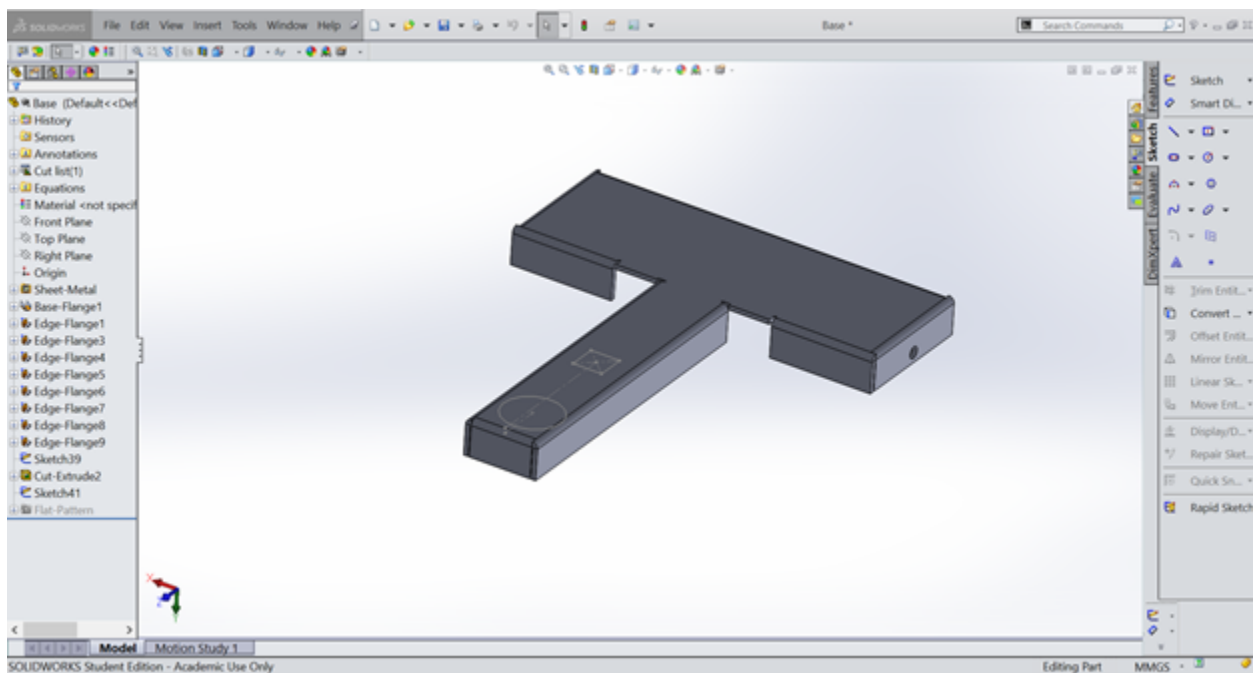 SOLIDWORKS File Edit View Insert Tools Window Help Base * Search Commands
Base (Default<<Def
History
Sensors
Annotations
Cut list(1)
Equations
Material <not specif
Front Plane
Top Plane
Right Plane
Origin
Sheet-Metal
Base-Flange1
Edge-Flange1
Edge-Flange3
Edge-Flange4
Edge-Flange5
Edge-Flange6
Edge-Flange7
Edge-Flange8
Edge-Flange9
Sketch39
Cut-Extrude2
Sketch41
Flat-Pattern
X
Y
Z
Features
Sketch
Evaluate
DimXpert
Sketch
Smart Di...
Trim Entit...
Convert ...
Offset Entit...
Mirror Entit...
Linear Sk...
Move Ent...
Display/D...
Repair Sket...
Quick Sn...
Rapid Sketch
Model Motion Study 1
SOLIDWORKS Student Edition - Academic Use Only Editing Part MMGS